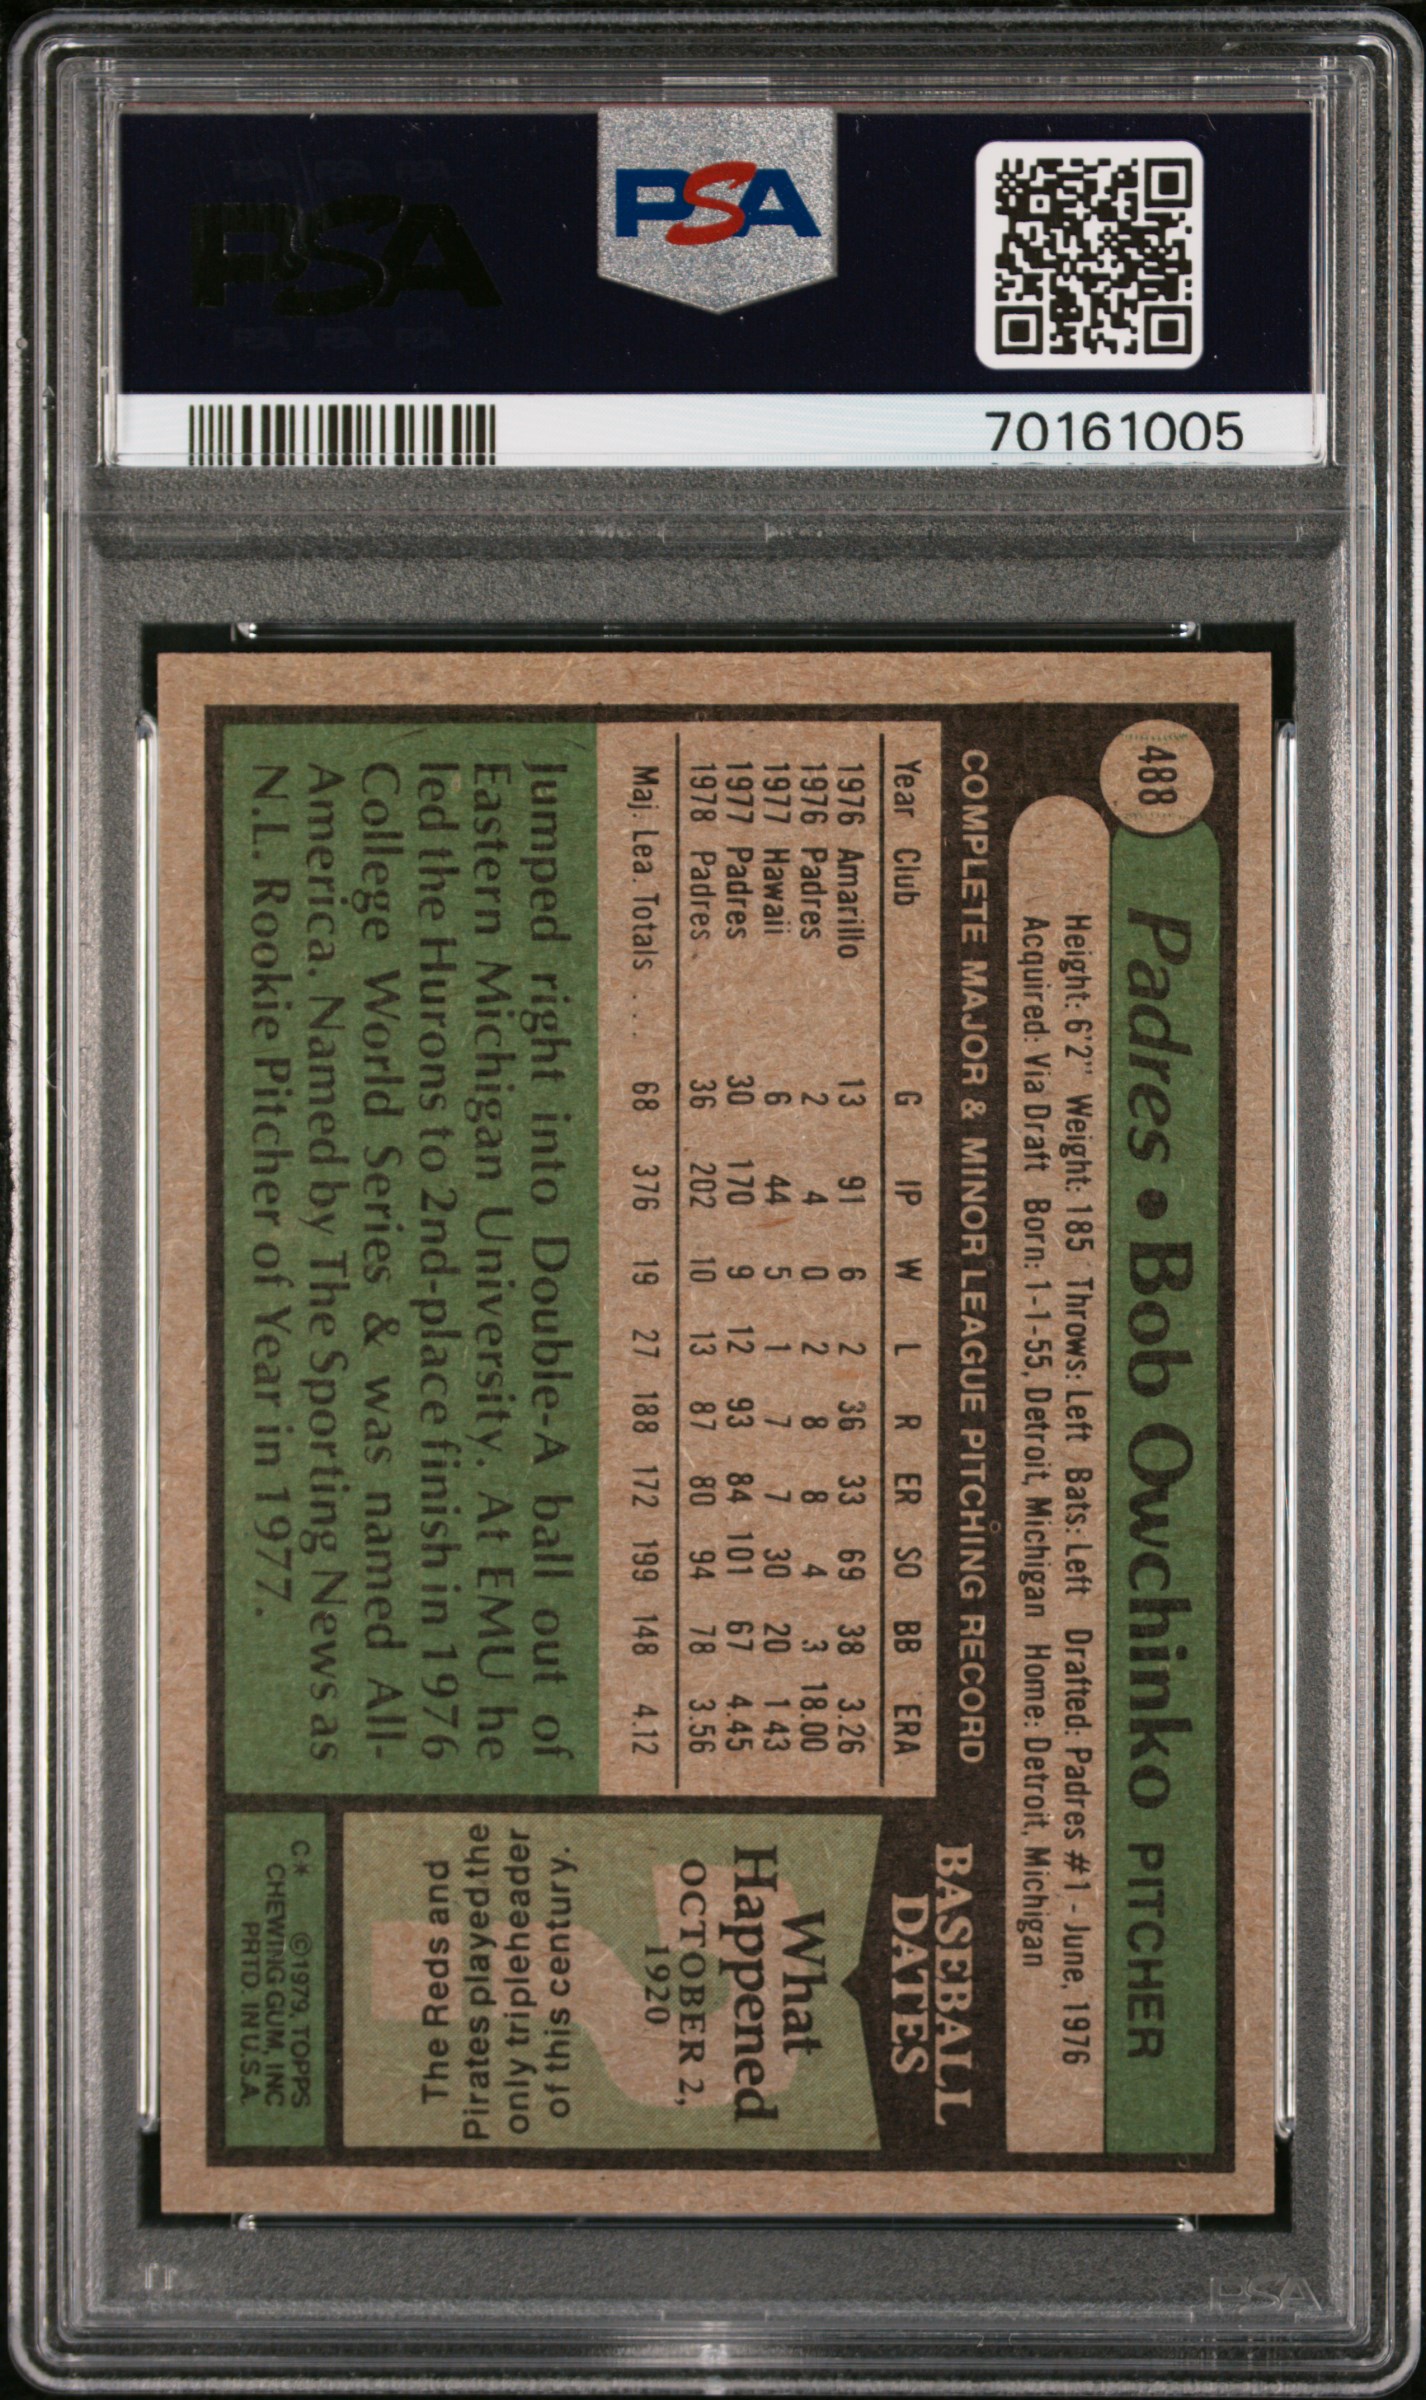 PSA
PSA
70161005
488
Padres • Bob Owchinko PITCHER
Height: 6'2" Weight: 185 Throws: Left Bats: Left Drafted: Padres #1 - June, 1976
Acquired: Via Draft Born: 1-1-55, Detroit, Michigan Home: Detroit, Michigan
COMPLETE MAJOR & MINOR LEAGUE PITCHING RECORD
Year Club G IP W L R ER SO BB ERA
1976 Amarillo 13 91 6 2 36 33 69 38 3.26
1976 Padres 2 4 0 2 8 8 4 3 18.00
1977 Hawaii 6 44 5 1 7 7 30 20 1 43
1977 Padres 30 170 9 12 93 84 101 67 4.45
1978 Padres 36 202 10 13 87 80 94 78 3.56
Maj. Lea. Totals . . . 68 376 19 27 188 172 199 148 4.12
Jumped right into Double-A ball out of
Eastern Michigan University. At EMU he
led the Hurons to 2nd-place finish in 1976
College World Series & was named All-
America. Named by The Sporting News as
N.L. Rookie Pitcher of Year in 1977.
BASEBALL
DATES
What
Happened
OCTOBER 2,
1920
The Reds and
Pirates played the
only tripleheader
of this century.
C* ©1979, TOPPS
CHEWING GUM, INC
PRTD. IN U.S.A.
PSA